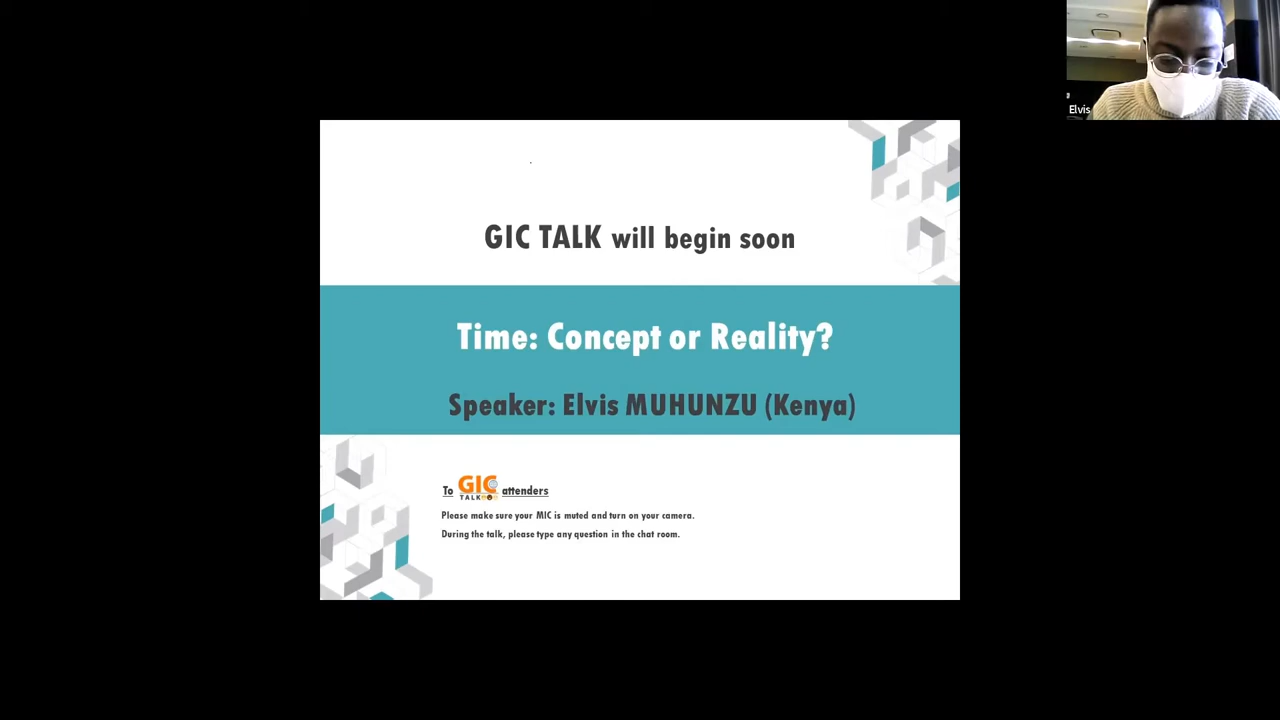 GIC TALK will begin soon
Time: Concept or Reality?
Speaker: Elvis MUHUNZU (Kenya)
To GIC TALK attenders
Please make sure your MIC is muted and turn on your camera.
During the talk, please type any question in the chat room.
Elvis